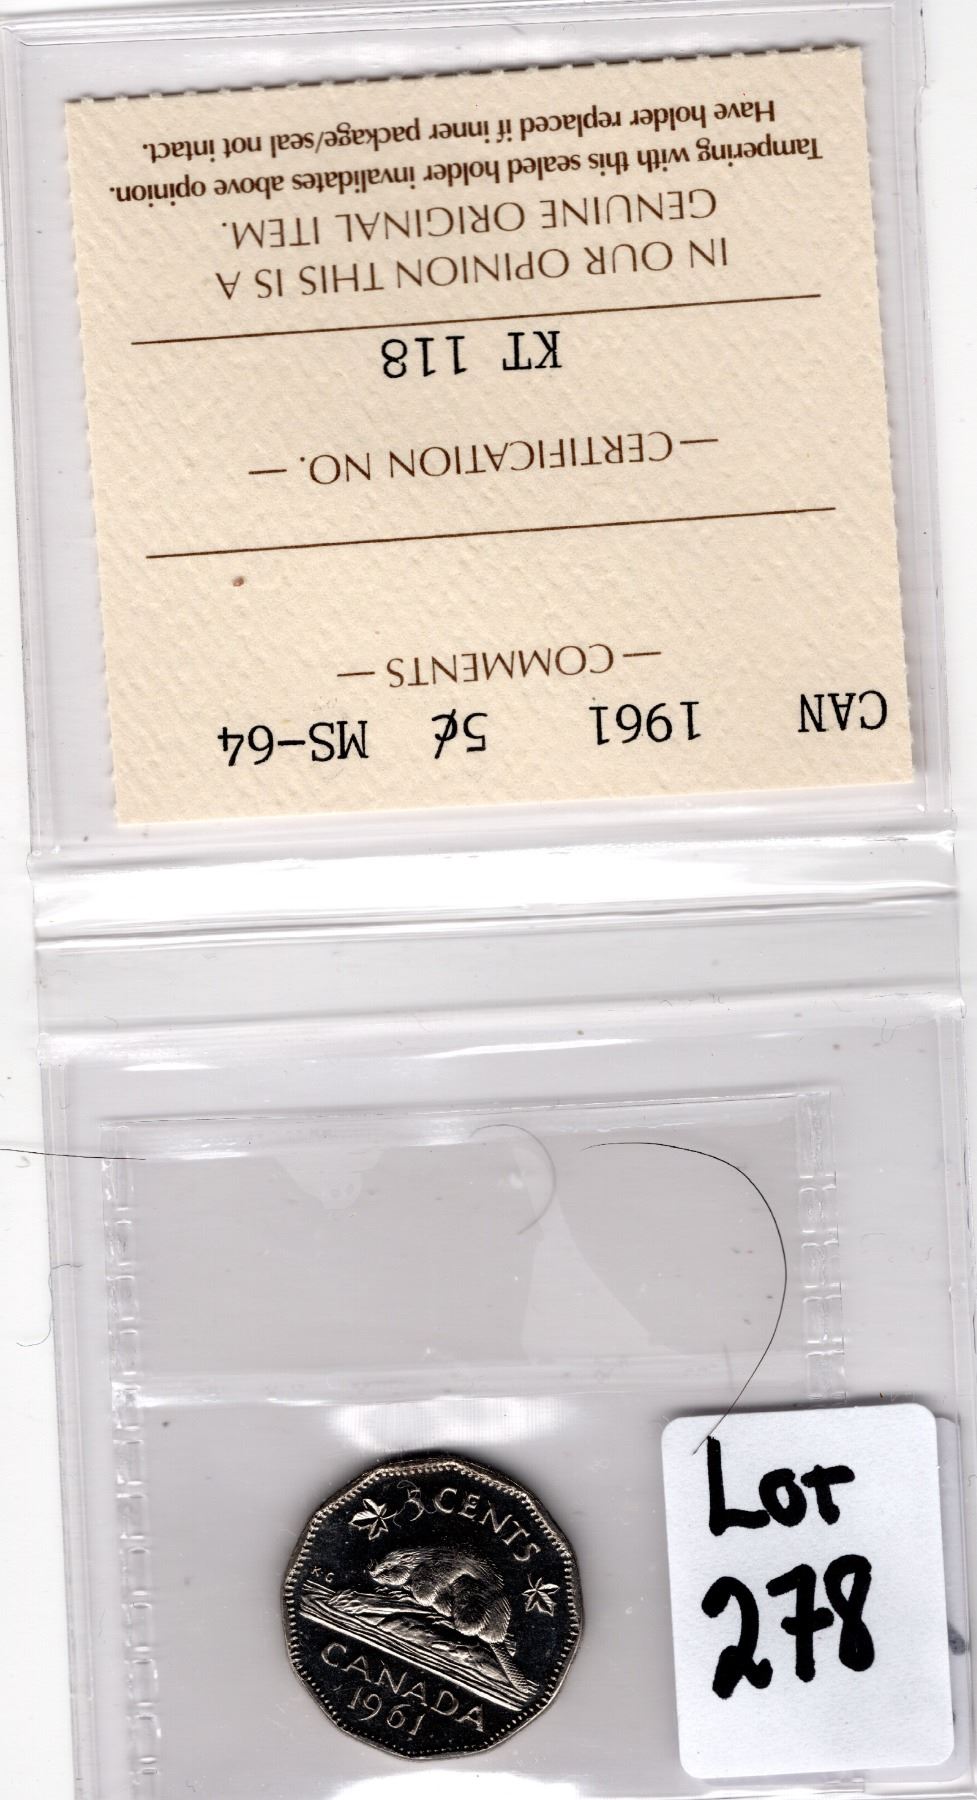 CAN 1961 5¢ MS-64
— COMMENTS —
— CERTIFICATION NO. —
KT 118
IN OUR OPINION THIS IS A
GENUINE ORIGINAL ITEM.
Tampering with this sealed holder invalidates above opinion.
Have holder replaced if inner package/seal not intact.
5 CENTS
K·G
CANADA
1961
Lot
278